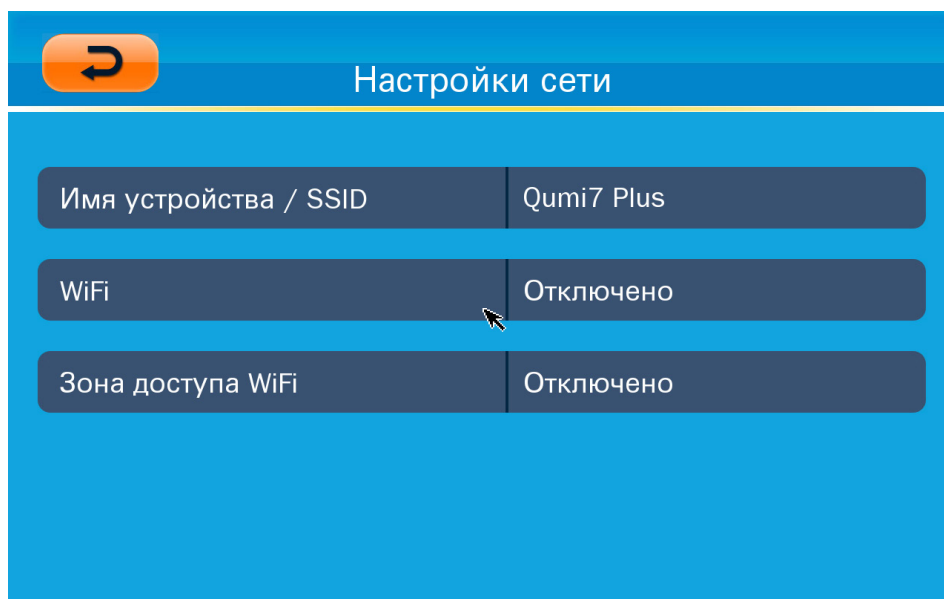 Настройки сети
Имя устройства / SSID Qumi7 Plus
WiFi Отключено
Зона доступа WiFi Отключено